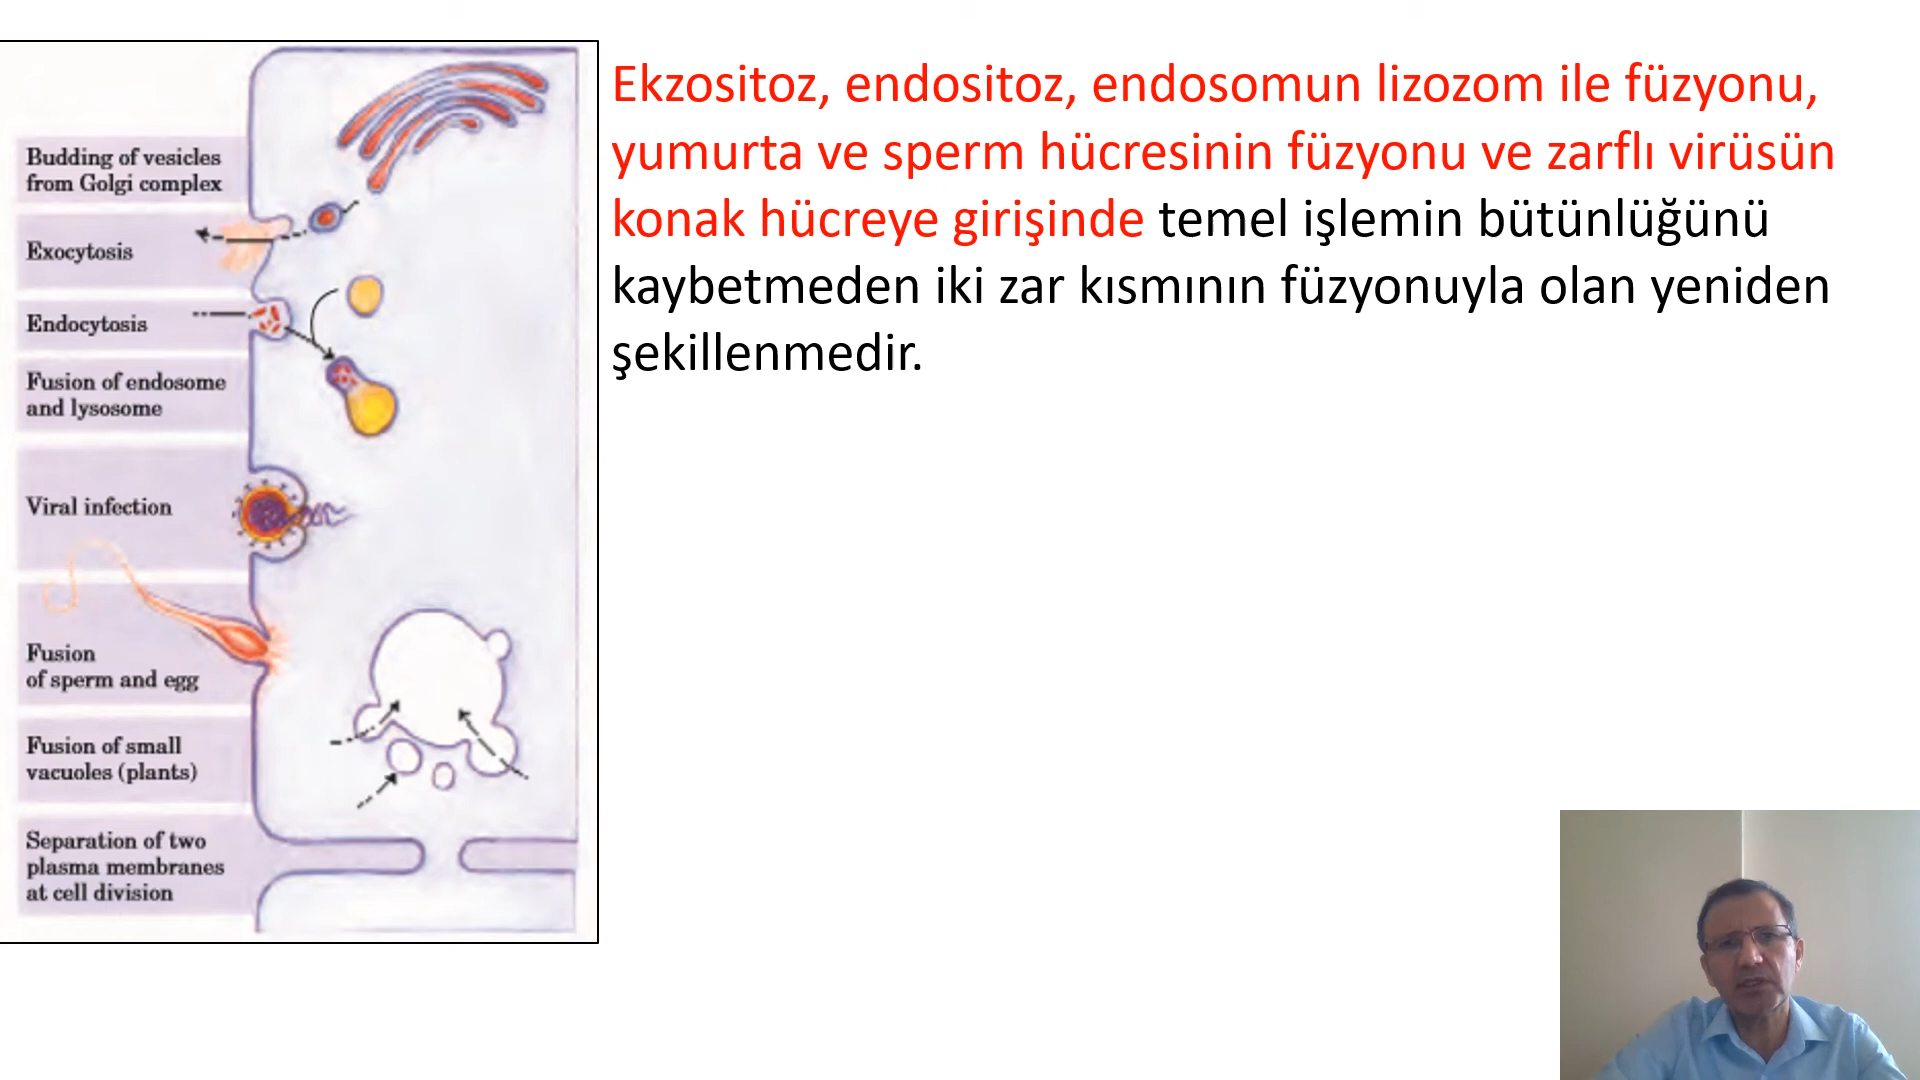 Budding of vesicles
from Golgi complex
Exocytosis
Endocytosis
Fusion of endosome
and lysosome
Viral infection
Fusion
of sperm and egg
Fusion of small
vacuoles (plants)
Separation of two
plasma membranes
at cell division
Ekzositoz, endositoz, endosomun lizozom ile füzyonu,
yumurta ve sperm hücresinin füzyonu ve zarflı virüsün
konak hücreye girişinde temel işlemin bütünlüğünü
kaybetmeden iki zar kısmının füzyonuyla olan yeniden
şekillenmedir.